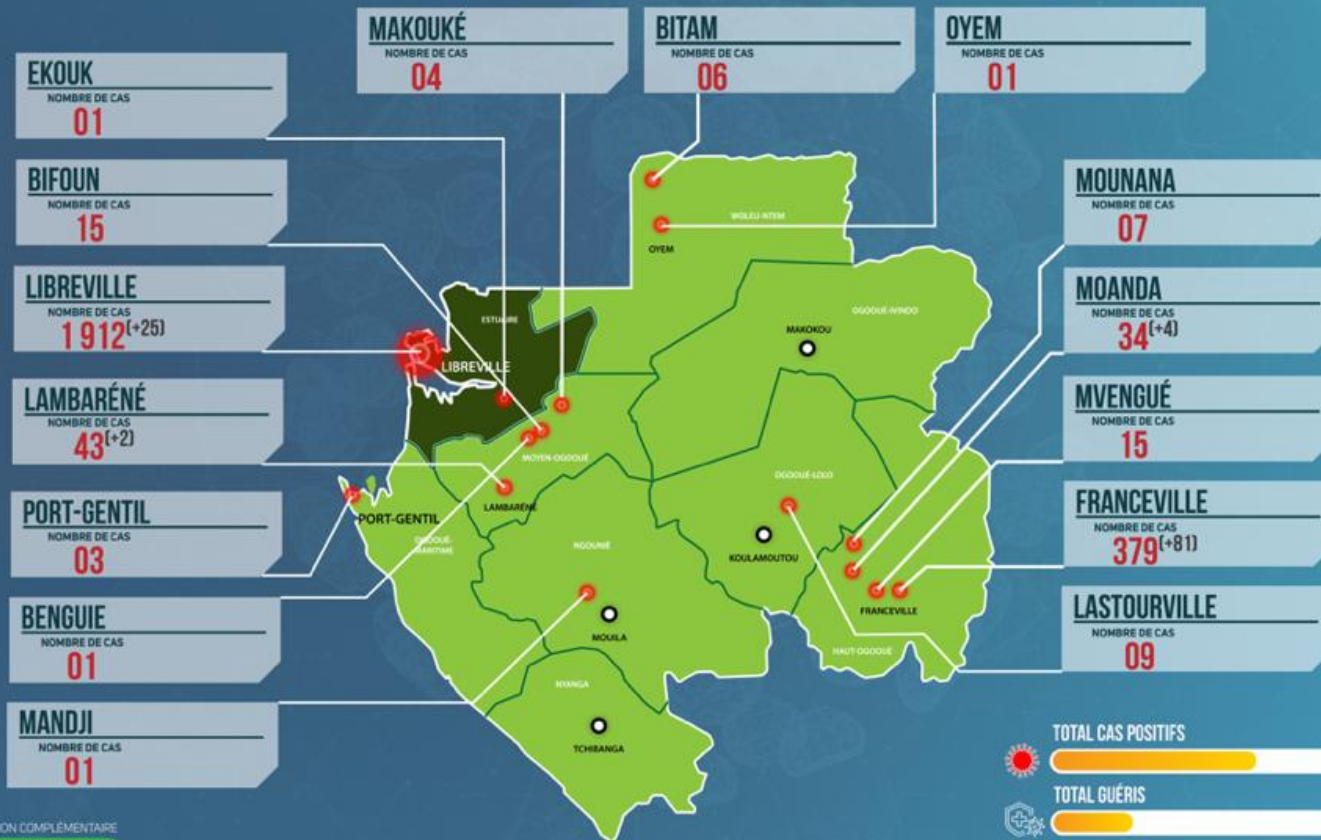 MAKOUKÉ
NOMBRE DE CAS
04
BITAM
NOMBRE DE CAS
06
OYEM
NOMBRE DE CAS
01
EKOUK
NOMBRE DE CAS
01
BIFOUN
NOMBRE DE CAS
15
LIBREVILLE
NOMBRE DE CAS
1 912(+25)
LAMBARÉNÉ
NOMBRE DE CAS
43(+2)
PORT-GENTIL
NOMBRE DE CAS
03
BENGUIE
NOMBRE DE CAS
01
MANDJI
NOMBRE DE CAS
01
MOUNANA
NOMBRE DE CAS
07
MOANDA
NOMBRE DE CAS
34(+4)
MVENGUÉ
NOMBRE DE CAS
15
FRANCEVILLE
NOMBRE DE CAS
379(+81)
LASTOURVILLE
NOMBRE DE CAS
09
WOLEU-NTEM
OYEM
OGOOUÉ-IVINDO
MAKOKOU
ESTUAIRE
LIBREVILLE
MOYEN-OGOOUÉ
LAMBARÉNÉ
PORT-GENTIL
OGOOUÉ-
MARITIME
NGOUNIÉ
MOUILA
OGOOUÉ-LOLO
KOULAMOUTOU
FRANCEVILLE
HAUT-OGOOUÉ
NYANGA
TCHIBANGA
TOTAL CAS POSITIFS
TOTAL GUÉRIS
ON COMPLÉMENTAIRE